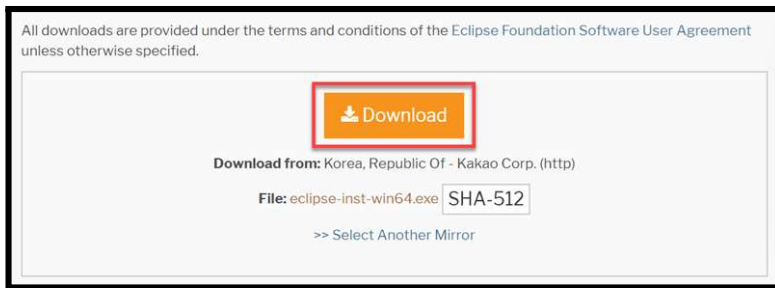 All downloads are provided under the terms and conditions of the Eclipse Foundation Software User Agreement
unless otherwise specified.
Download
Download from: Korea, Republic Of - Kakao Corp. (http)
File: eclipse-inst-win64.exe SHA-512
>> Select Another Mirror